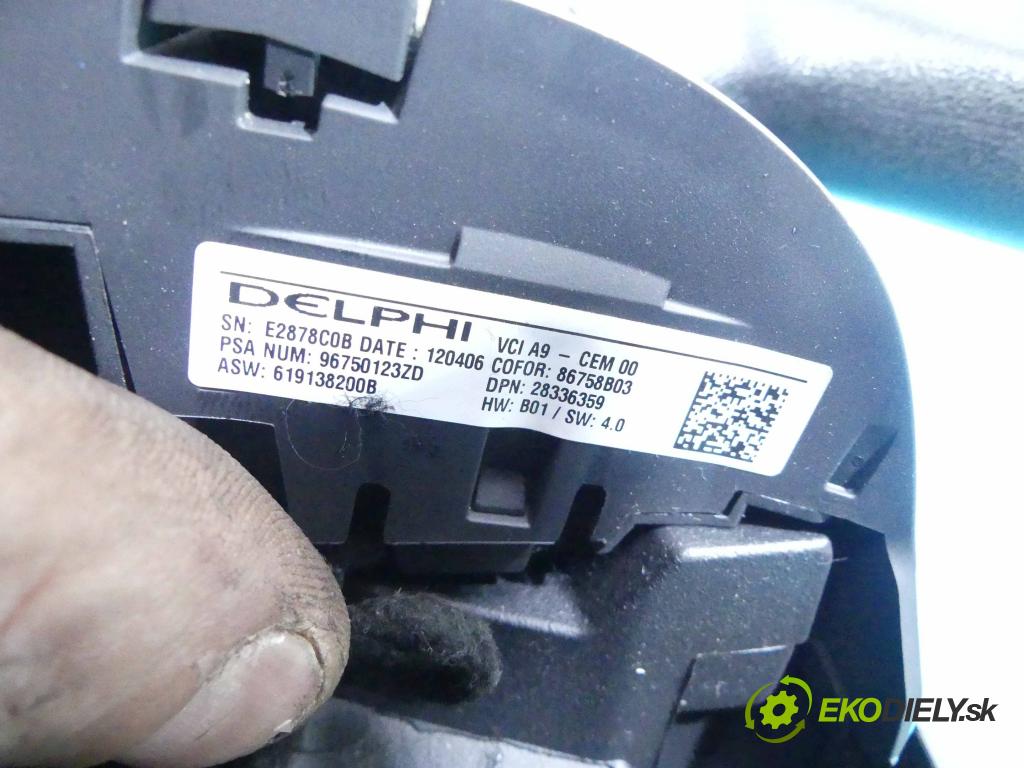 DELPHI
VCI A9 - CEM 00
SN: E2878C0B DATE : 120406 COFOR: 86758B03
PSA NUM: 96750123ZD DPN: 28336359
ASW: 619138200B HW: B01 / SW: 4.0
EKODIELY.sk